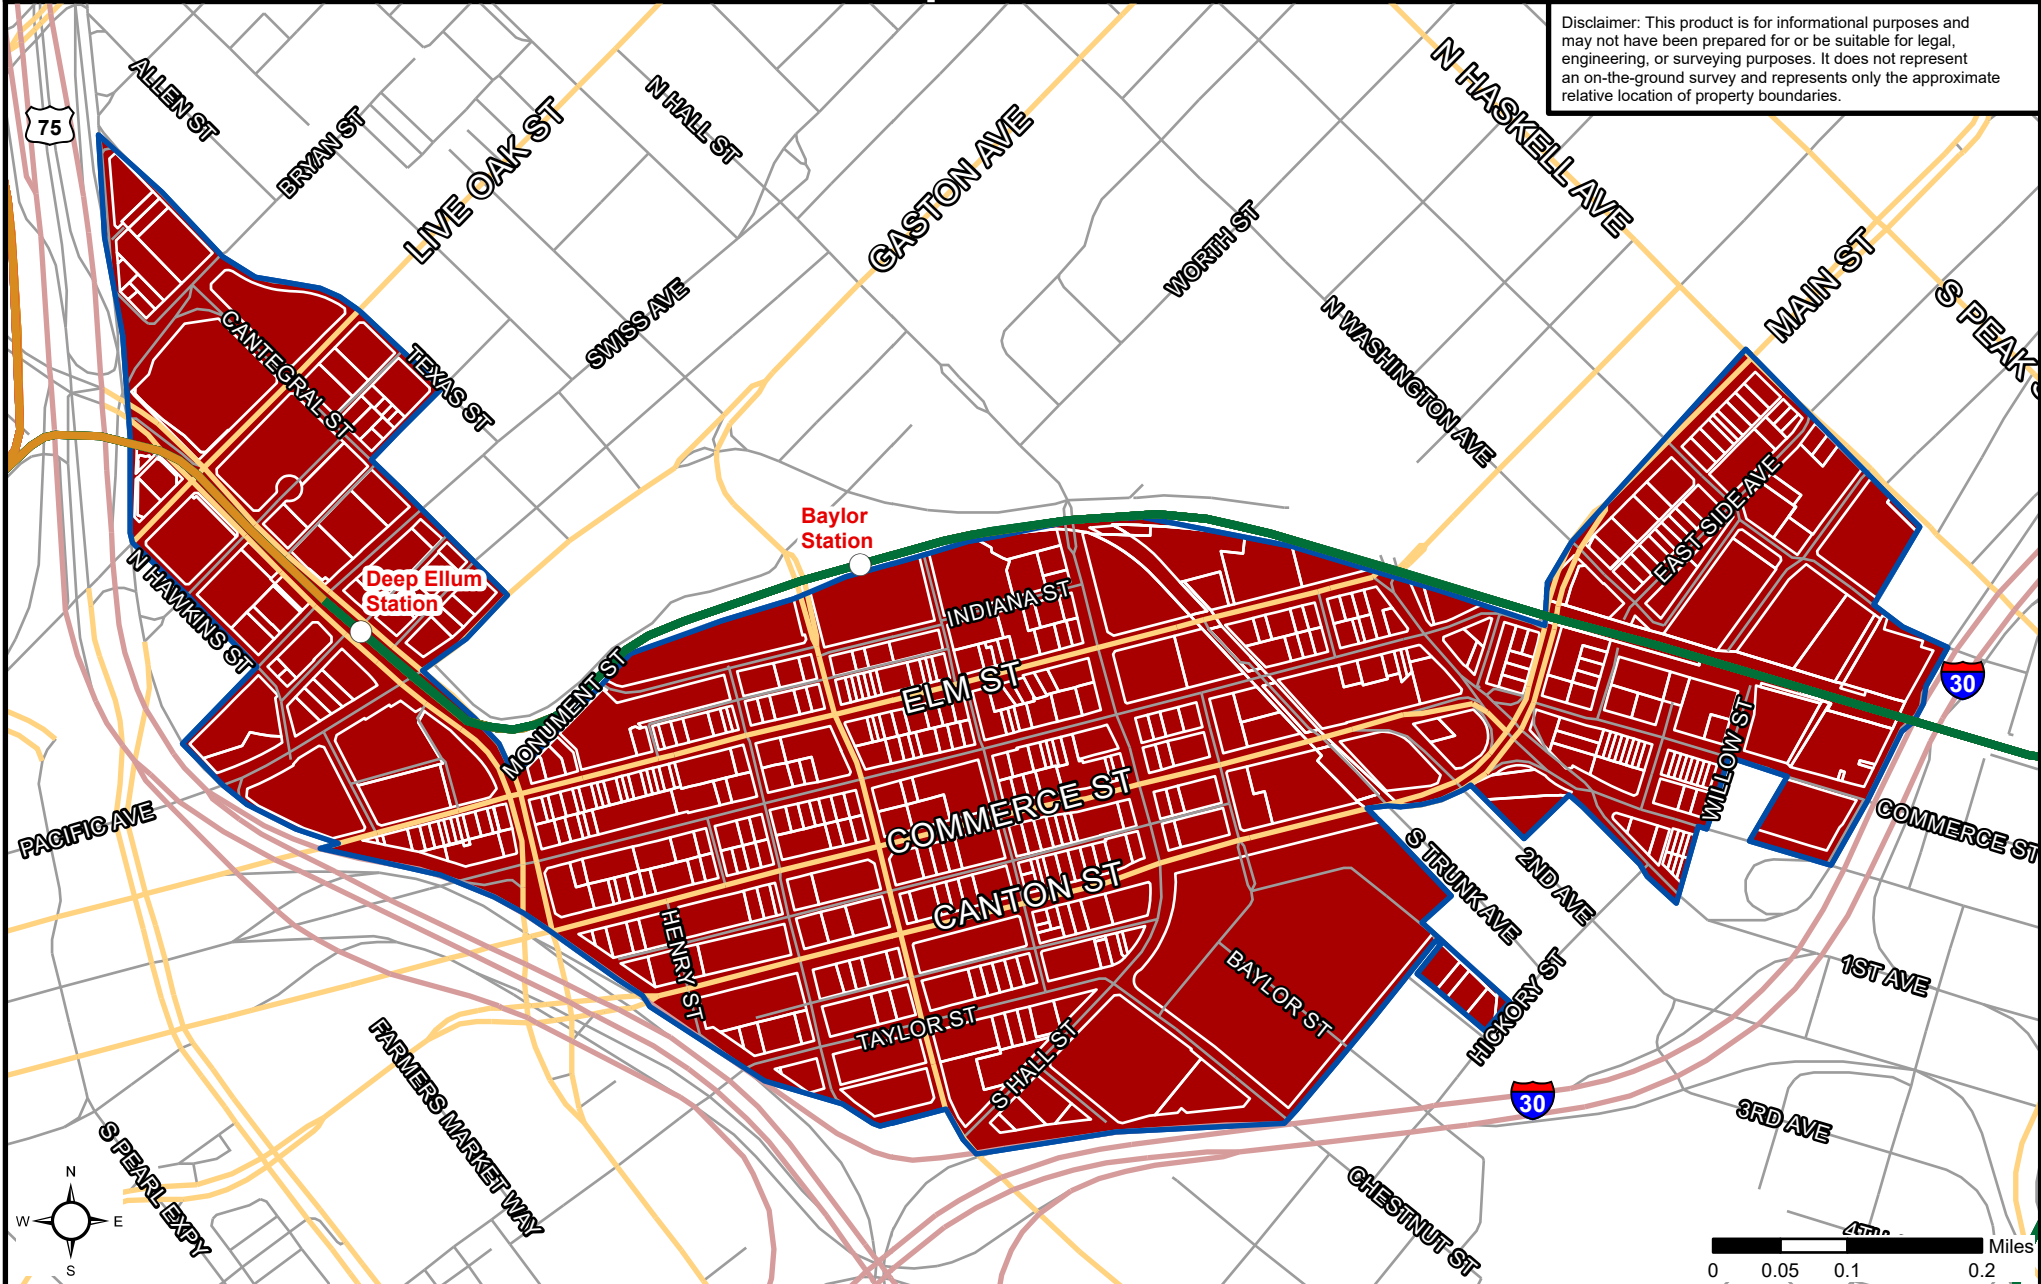 Disclaimer: This product is for informational purposes and
may not have been prepared for or be suitable for legal,
engineering, or surveying purposes. It does not represent
an on-the-ground survey and represents only the approximate
relative location of property boundaries.
75
ALLEN ST
BRYAN ST
LIVE OAK ST
N HALL ST
GASTON AVE
N HASKELL AVE
WORTH ST
MAIN ST
S PEAK
SWISS AVE
N WASHINGTON AVE
CANTEGRAL ST
TEXAS ST
EAST SIDE AVE
Baylor
Station
Deep Ellum
Station
N HAWKINS ST
INDIANA ST
MONUMENT ST
ELM ST
30
WILLOW ST
PACIFIC AVE
COMMERCE ST
COMMERCE ST
CANTON ST
S TRUNK AVE
2ND AVE
HENRY ST
BAYLOR ST
1ST AVE
HICKORY ST
TAYLOR ST
S HALL ST
FARMERS MARKET WAY
30
3RD AVE
S PEARL EXPY
CHESTNUT ST
N
W E
S
Miles
0 0.05 0.1 0.2